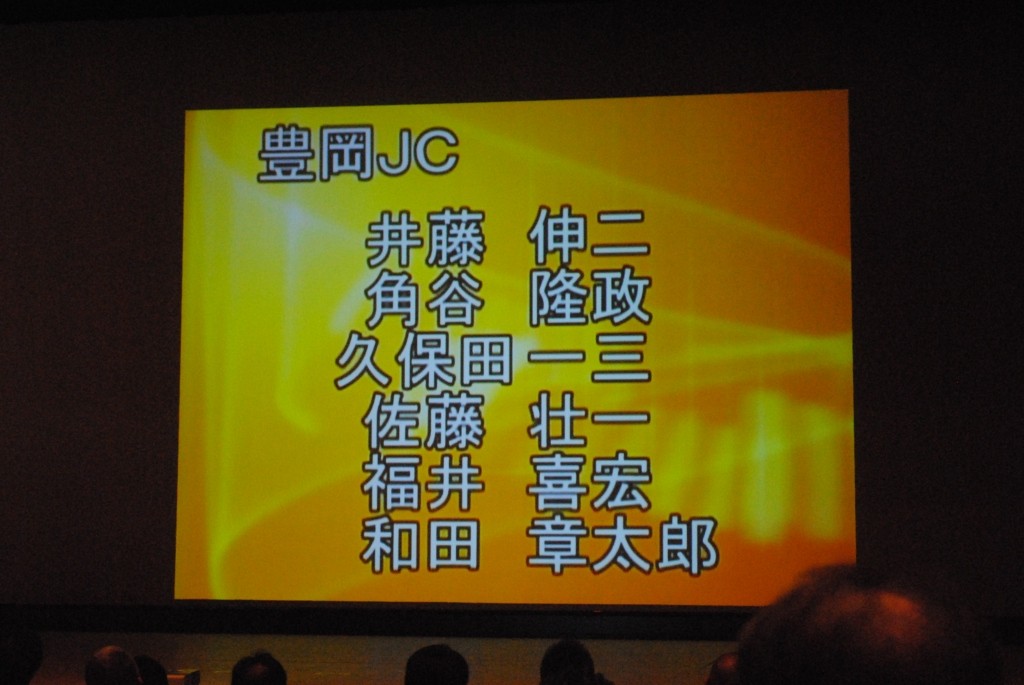 豊岡JC
井藤 伸二
角谷 隆政
久保田一三
佐藤 壮一
福井 喜宏
和田 章太郎